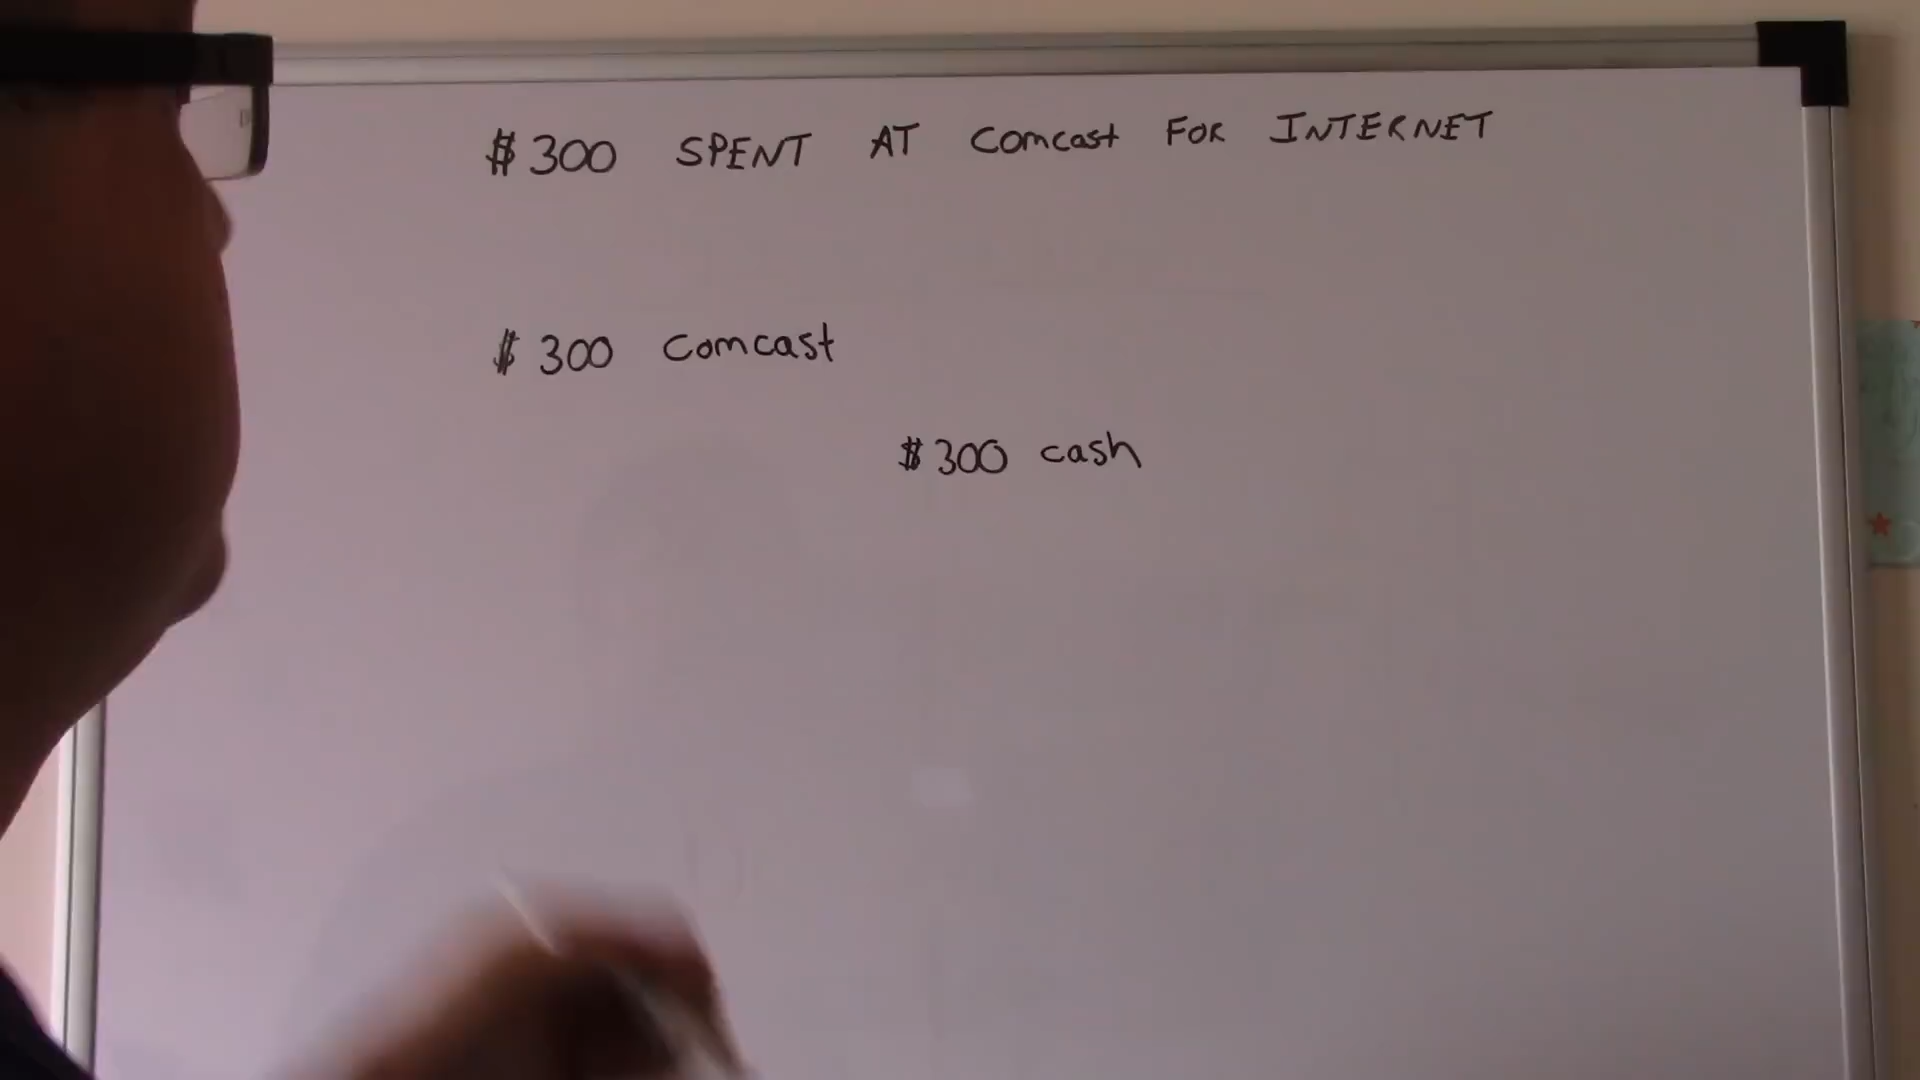 $300 SPENT AT Comcast FOR INTERNET
$300 Comcast
$300 cash